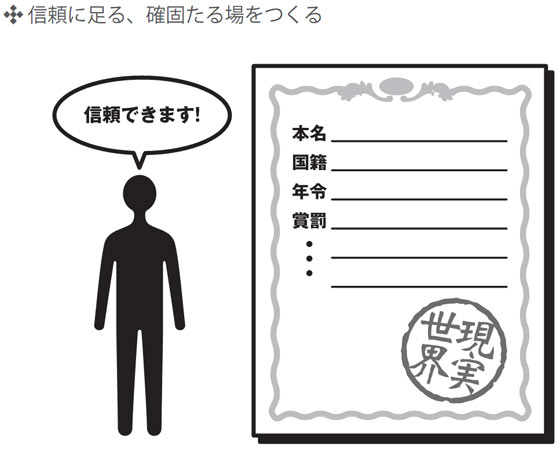 信頼に足る、確固たる場をつくる
信頼できます!
本名
国籍
年令
賞罰
現実
世界